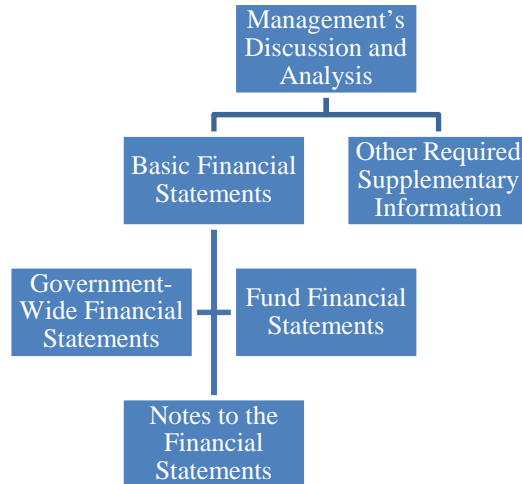 Management’s
Discussion and
Analysis
Basic Financial
Statements
Other Required
Supplementary
Information
Government-
Wide Financial
Statements
Fund Financial
Statements
Notes to the
Financial
Statements